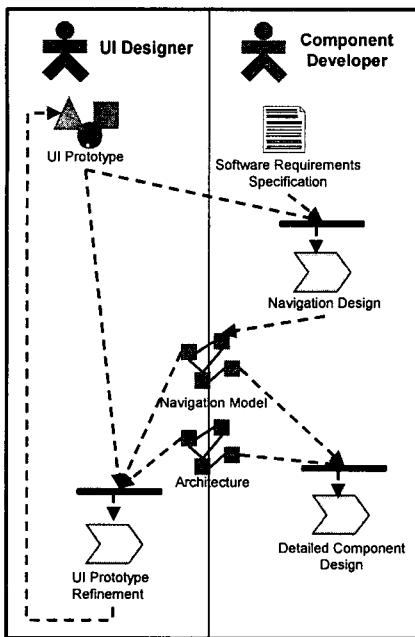 UI Designer
Component
Developer
UI Prototype
Software Requirements
Specification
Navigation Design
Navigation Model
Architecture
UI Prototype
Refinement
Detailed Component
Design